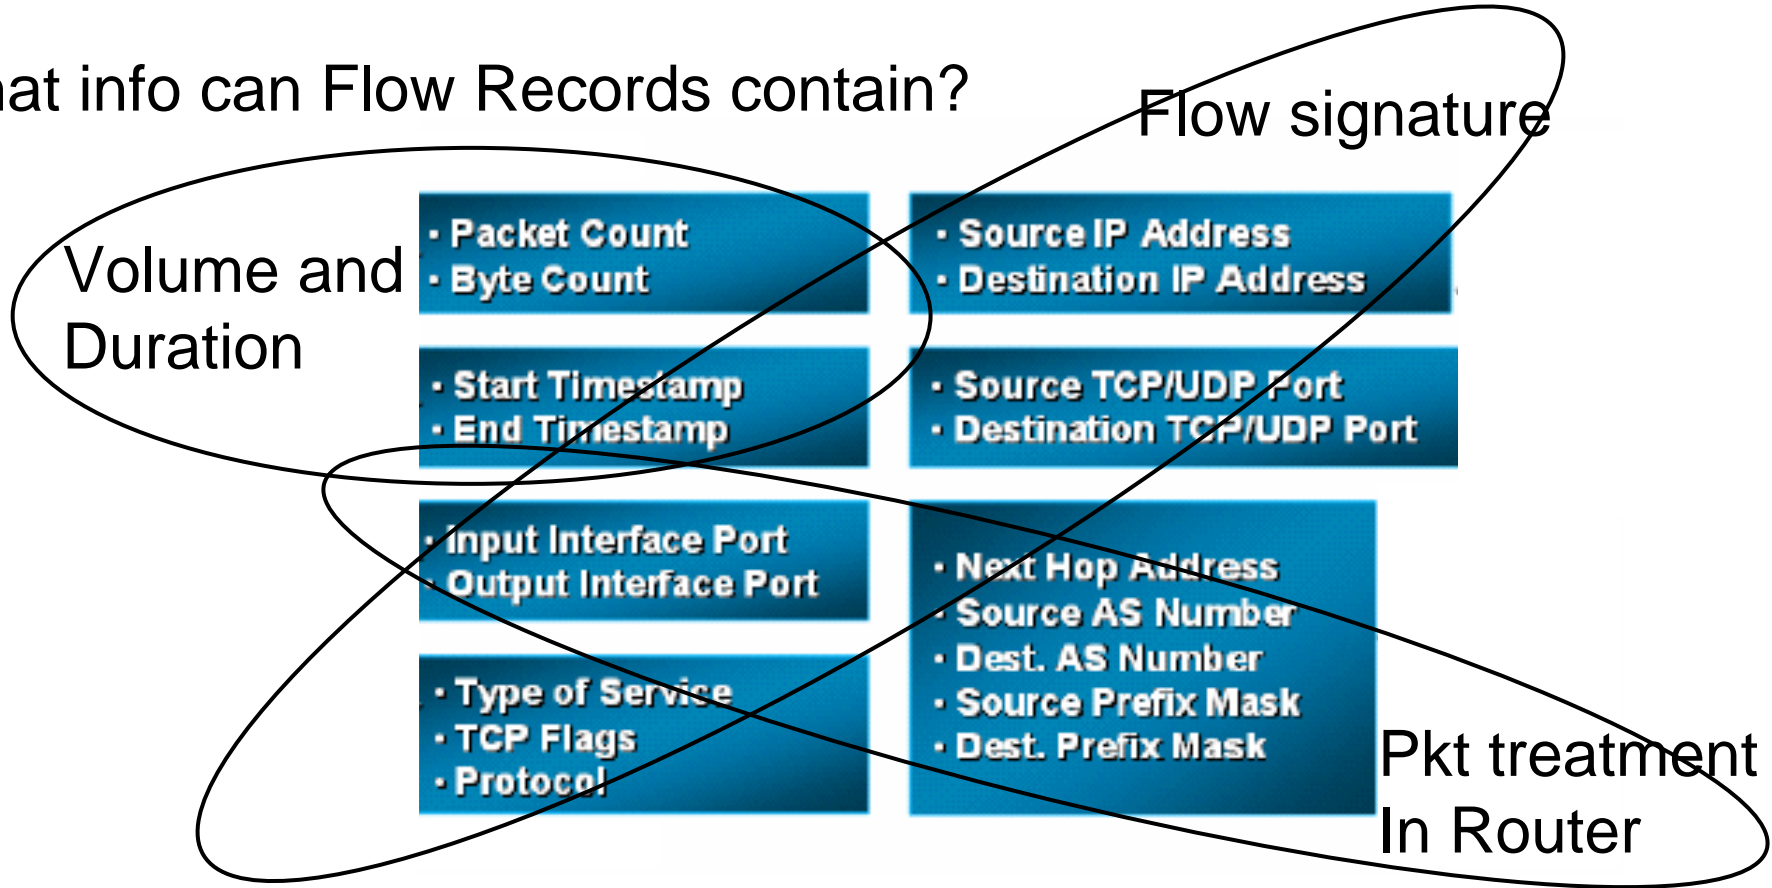 hat info can Flow Records contain?
Flow signature
Volume and
Duration
· Packet Count
· Byte Count
· Source IP Address
· Destination IP Address
· Start Timestamp
· End Timestamp
· Source TCP/UDP Port
· Destination TCP/UDP Port
· Input Interface Port
· Output Interface Port
· Next Hop Address
· Source AS Number
· Dest. AS Number
· Source Prefix Mask
· Dest. Prefix Mask
· Type of Service
· TCP Flags
· Protocol
Pkt treatment
In Router